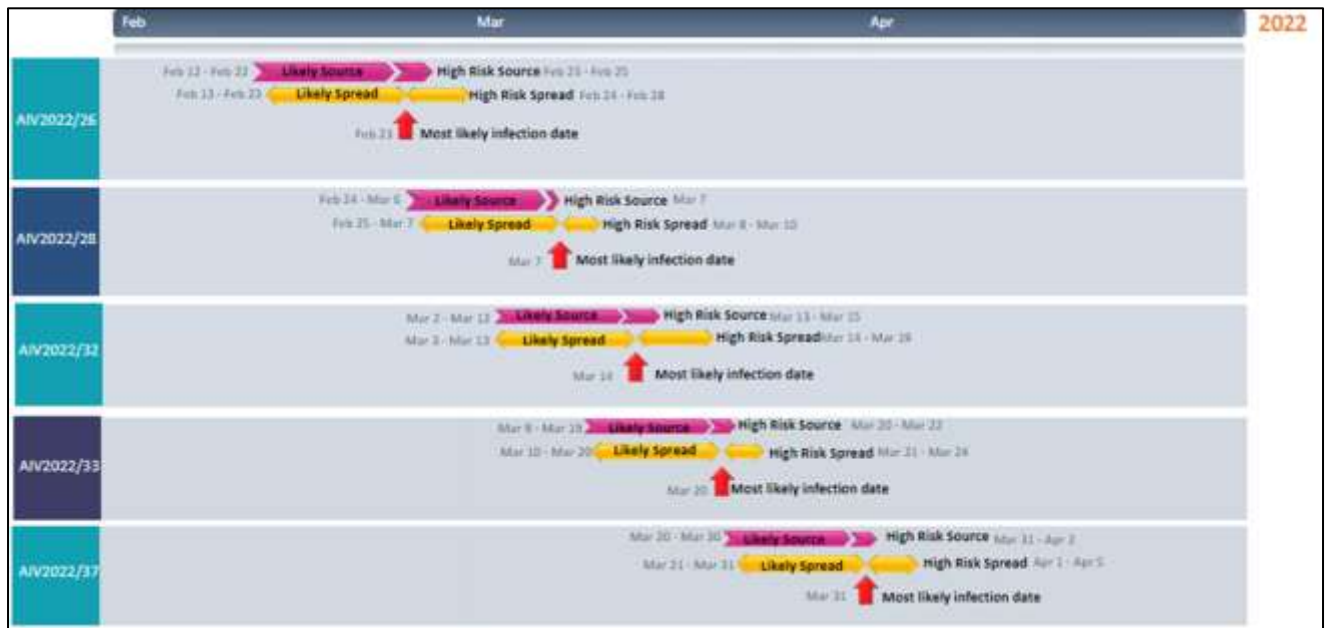 Feb Mar Apr 2022
AIV2022/26
Feb 12 - Feb 22 Likely Source High Risk Source Feb 23 - Feb 25
Feb 13 - Feb 23 Likely Spread High Risk Spread Feb 24 - Feb 28
Feb 23 Most likely infection date
AIV2022/28
Feb 24 - Mar 6 Likely Source High Risk Source Mar 7
Feb 25 - Mar 7 Likely Spread High Risk Spread Mar 8 - Mar 10
Mar 7 Most likely infection date
AIV2022/32
Mar 2 - Mar Likely Source High Risk Source Mar 13 - Mar 15
Mar 3 - Mar 13 Likely Spread High Risk Spread Mar 14 - Mar
Mar 14 Most likely infection date
AIV2022/33
Mar 9 - Mar 19 Likely Source High Risk Source Mar 20 - Mar 22
Mar 10 - Mar 20 Likely Spread High Risk Spread Mar 21 - Mar 24
Mar 20 Most likely infection date
AIV2022/37
Mar 20 - Mar 30 Likely Source High Risk Source Mar 31 - Apr 2
Mar 21 - Mar 31 Likely Spread High Risk Spread Apr 1 - Apr 5
Mar 31 Most likely infection date